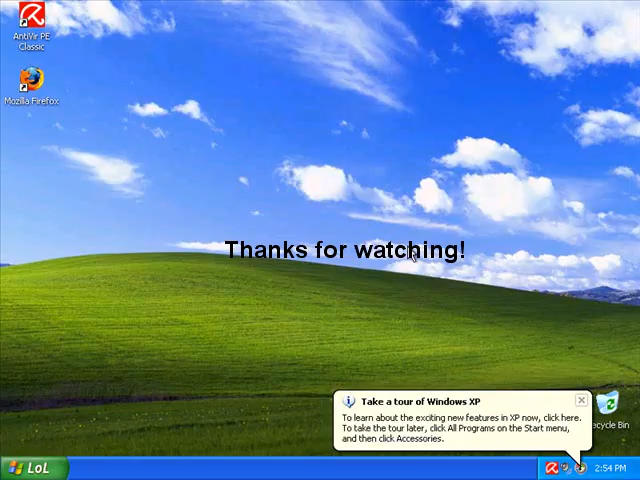 AntiVir PE
Classic
Mozilla Firefox
Thanks for watching!
Take a tour of Windows XP
To learn about the exciting new features in XP now, click here.
To take the tour later, click All Programs on the Start menu,
and then click Accessories.
ecycle Bin
LoL
2:54 PM